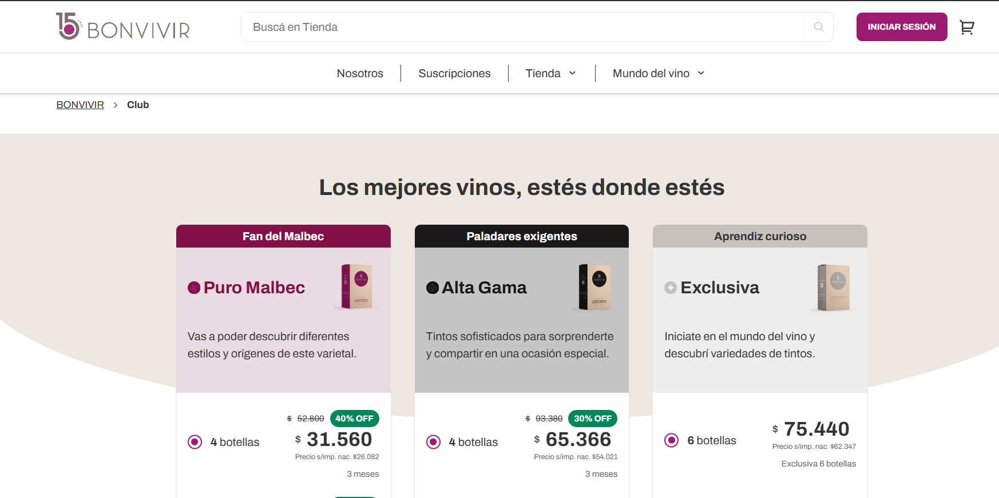 15 AÑOS BONVIVIR
Buscá en Tienda
INICIAR SESIÓN
Nosotros
Suscripciones
Tienda
Mundo del vino
BONVIVIR > Club
Los mejores vinos, estés donde estés
Fan del Malbec
Puro Malbec
BONVIVIR
Vas a poder descubrir diferentes
estilos y orígenes de este varietal.
$ 52.600 40% OFF
4 botellas
$ 31.560
Precio s/imp. nac. $26.082
3 meses
Paladares exigentes
Alta Gama
BONVIVIR
Tintos sofisticados para sorprenderte
y compartir en una ocasión especial.
$ 93.380 30% OFF
4 botellas
$ 65.366
Precio s/imp. nac. $54.021
3 meses
Aprendiz curioso
Exclusiva
BONVIVIR
Iniciate en el mundo del vino y
descubrí variedades de tintos.
6 botellas
$ 75.440
Precio s/imp. nac. $62.347
Exclusiva 6 botellas